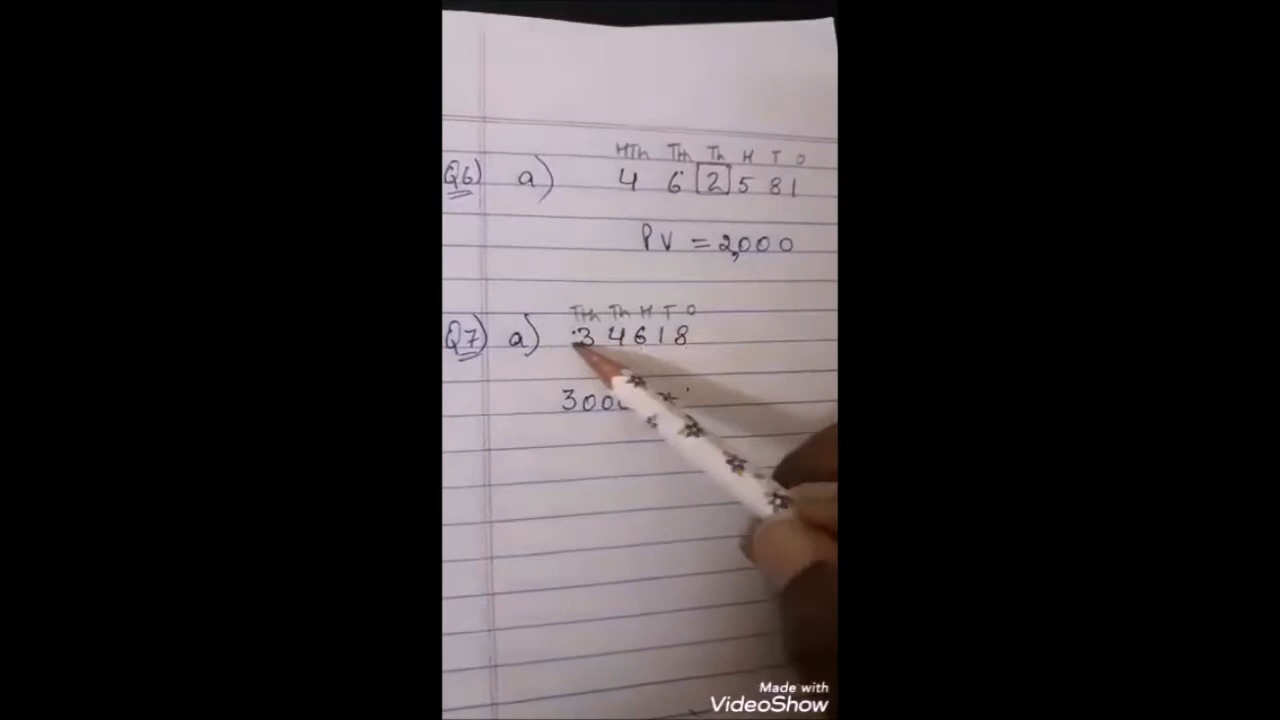 HTh TTh Th H T O
Q6) a) 4 6 2 5 8 1
PV = 2,000
TTh Th H T O
Q7) a) 3 4 6 1 8
300
Made with
VideoShow